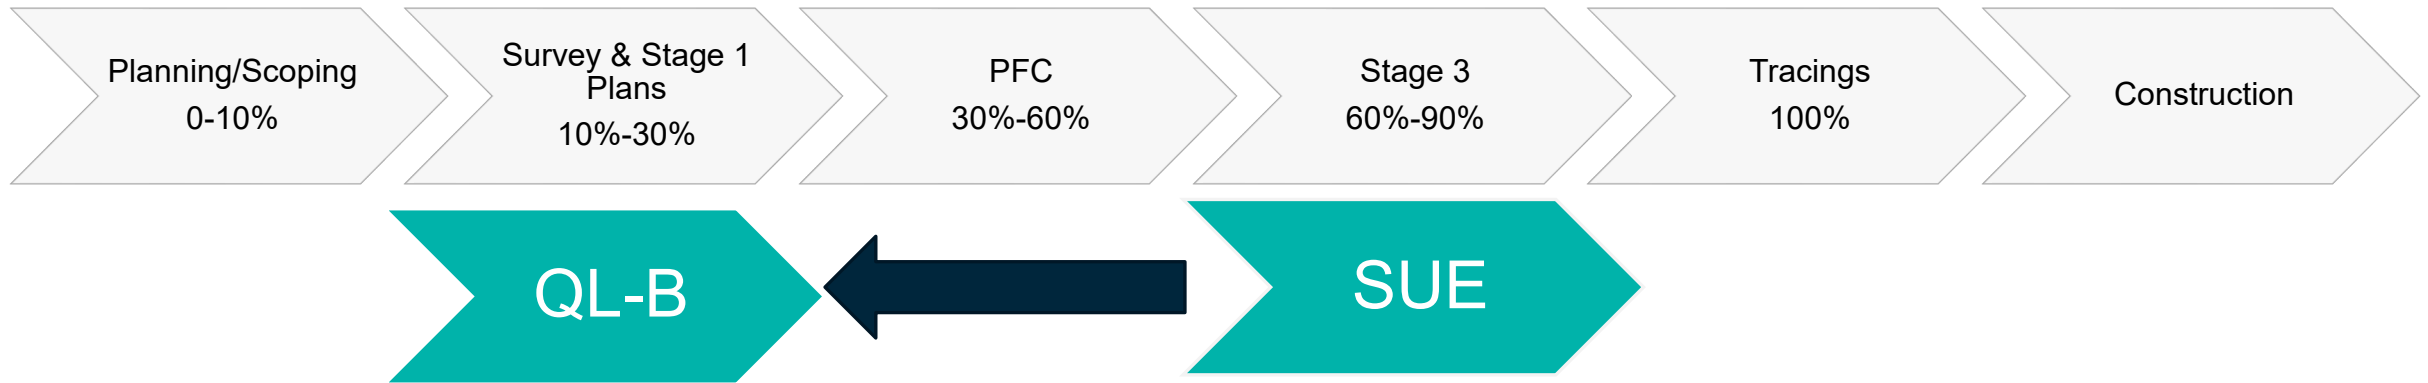 Planning/Scoping
0-10%
Survey & Stage 1
Plans
10%-30%
PFC
30%-60%
Stage 3
60%-90%
Tracings
100%
Construction
QL-B
SUE